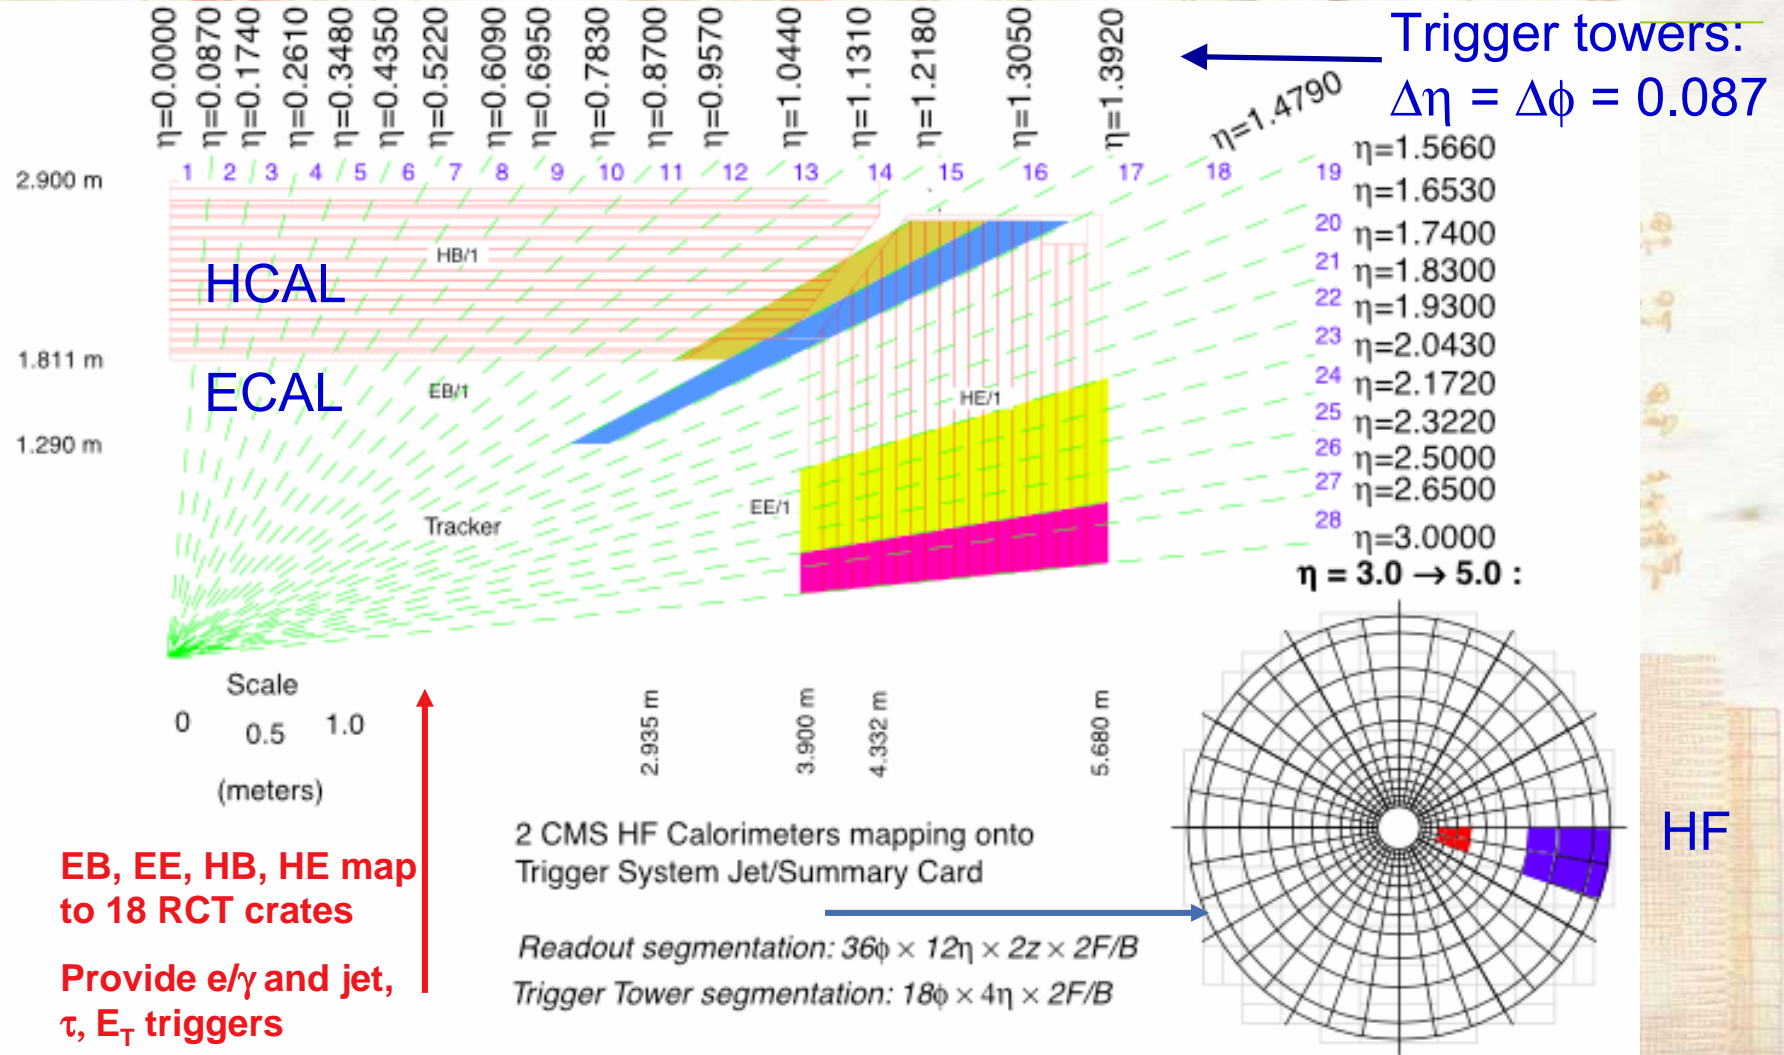 η=0.0000
η=0.0870
η=0.1740
η=0.2610
η=0.3480
η=0.4350
η=0.5220
η=0.6090
η=0.6950
η=0.7830
η=0.8700
η=0.9570
η=1.0440
η=1.1310
η=1.2180
η=1.3050
η=1.3920
Trigger towers:
Δη = Δϕ = 0.087
η=1.4790
η=1.5660
η=1.6530
η=1.7400
η=1.8300
η=1.9300
η=2.0430
η=2.1720
η=2.3220
η=2.5000
η=2.6500
η=3.0000
1 2 3 4 5 6 7 8 9 10 11 12 13 14 15 16 17 18 19
20
21
22
23
24
25
26
27
28
2.900 m
1.811 m
1.290 m
HB/1
HCAL
ECAL
EB/1
HE/1
EE/1
Tracker
η = 3.0 → 5.0 :
Scale
0 0.5 1.0
(meters)
2.935 m
3.900 m
4.332 m
5.680 m
2 CMS HF Calorimeters mapping onto
Trigger System Jet/Summary Card
HF
EB, EE, HB, HE map
to 18 RCT crates
Readout segmentation: 36ϕ × 12η × 2z × 2F/B
Trigger Tower segmentation: 18ϕ × 4η × 2F/B
Provide e/γ and jet,
τ, E_T triggers